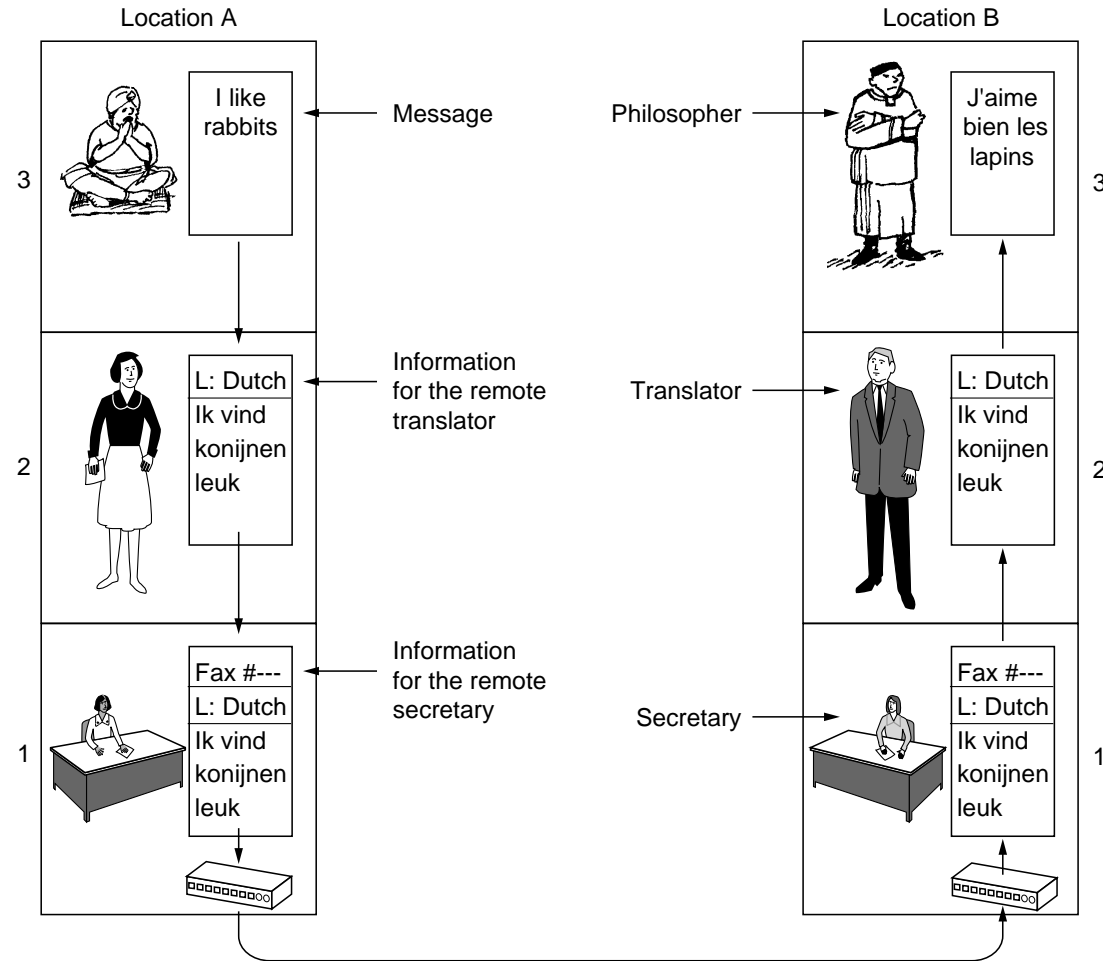 Location A
I like
rabbits
Message
3
L: Dutch
Ik vind
konijnen
leuk
Information
for the remote
translator
2
Fax #---
L: Dutch
Ik vind
konijnen
leuk
Information
for the remote
secretary
1
Location B
Philosopher
J'aime
bien les
lapins
3
Translator
L: Dutch
Ik vind
konijnen
leuk
2
Secretary
Fax #---
L: Dutch
Ik vind
konijnen
leuk
1